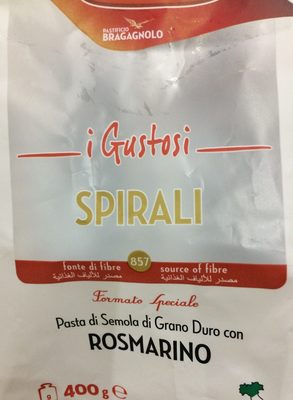 PASTIFICIO
BRAGAGNOLO
i Gustosi
SPIRALI
857
fonte di fibre source of fibre
مصدر للألياف الغذائية مصدر للألياف الغذائية
Formato Speciale
Pasta di Semola di Grano Duro con
ROSMARINO
g 400g e